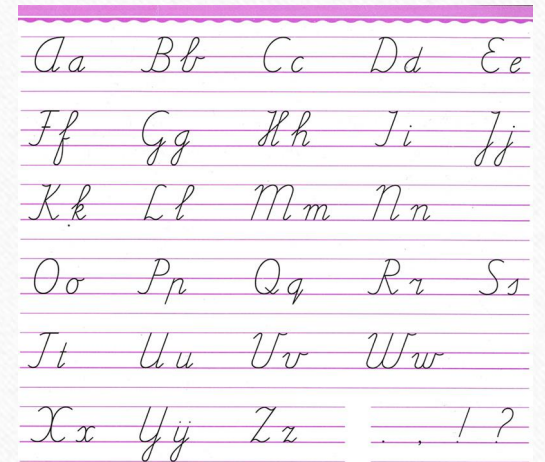 Aa Bb Cc Dd Ee
Ff Gg Hh Ii Jj
Kk Ll Mm Nn
Oo Pp Qq Rr Ss
Tt Uu Vv Ww
Xx Yÿ Zz . , ! ?